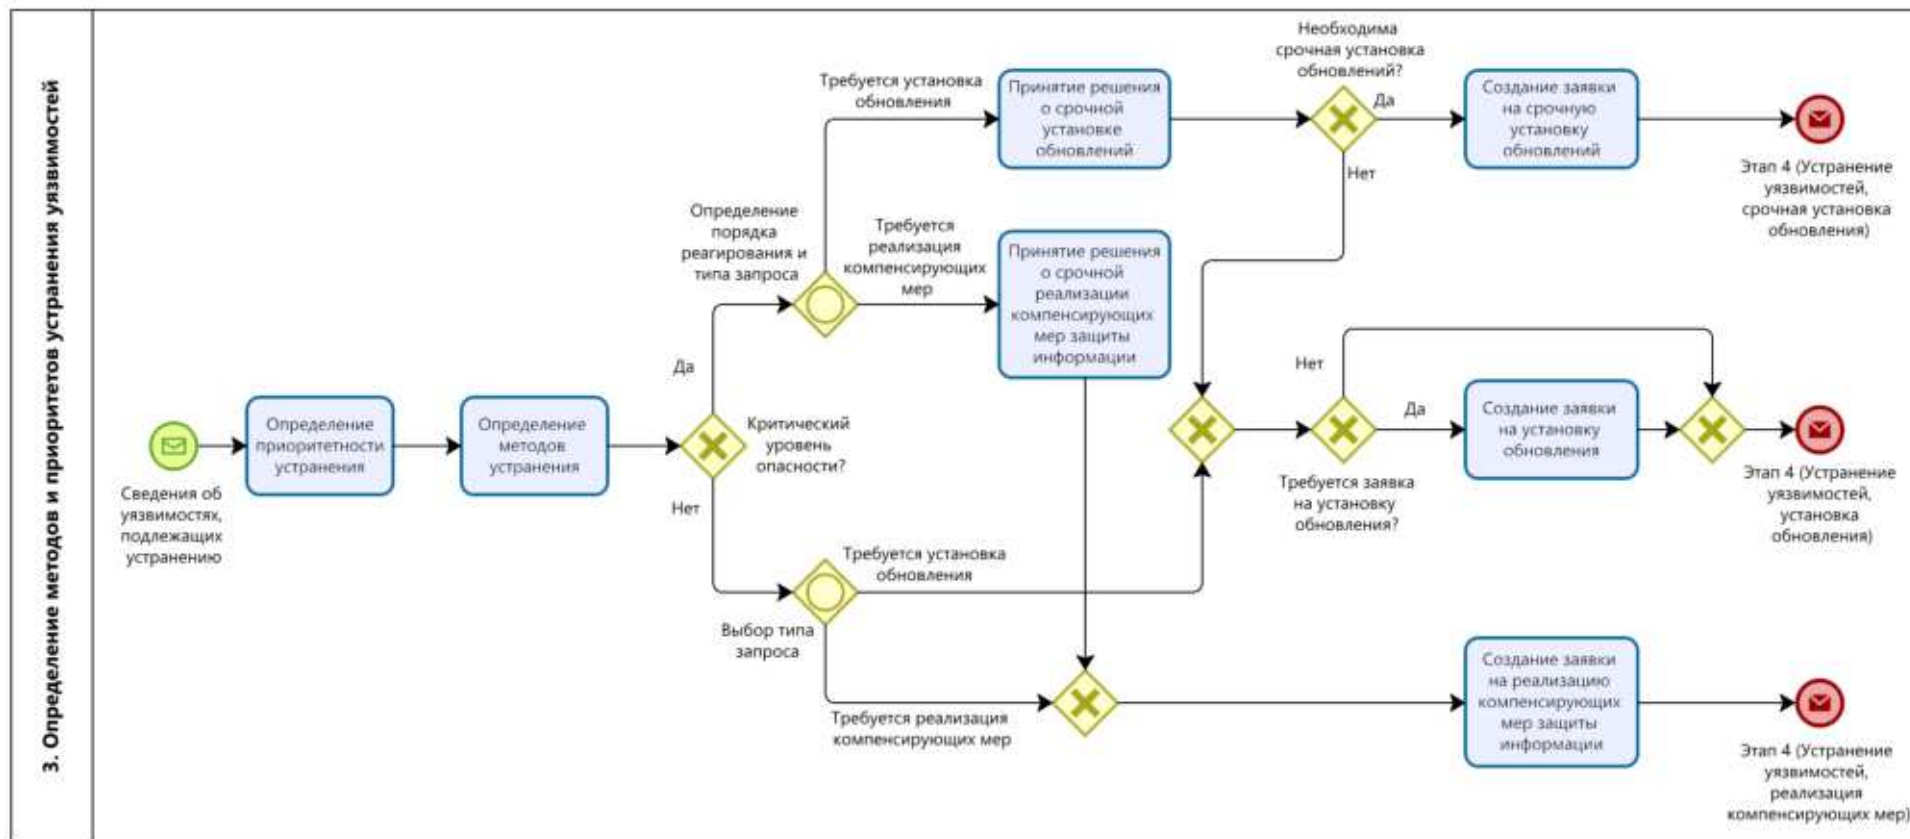 3. Определение методов и приоритетов устранения уязвимостей
Сведения об
уязвимостях,
подлежащих
устранению
Определение
приоритетности
устранения
Определение
методов
устранения
Критический
уровень
опасности?
Да
Нет
Определение
порядка
реагирования и
типа запроса
Требуется установка
обновления
Требуется
реализация
компенсирующих
мер
Принятие решения
о срочной
установке
обновлений
Необходима
срочная установка
обновлений?
Да
Нет
Создание заявки
на срочную
установку
обновлений
Этап 4 (Устранение
уязвимостей,
срочная установка
обновления)
Принятие решения
о срочной
реализации
компенсирующих
мер защиты
информации
Выбор типа
запроса
Требуется установка
обновления
Требуется реализация
компенсирующих мер
Требуется заявка
на установку
обновления?
Нет
Да
Создание заявки
на установку
обновления
Этап 4 (Устранение
уязвимостей,
установка
обновления)
Создание заявки
на реализацию
компенсирующих
мер защиты
информации
Этап 4 (Устранение
уязвимостей,
реализация
компенсирующих мер)